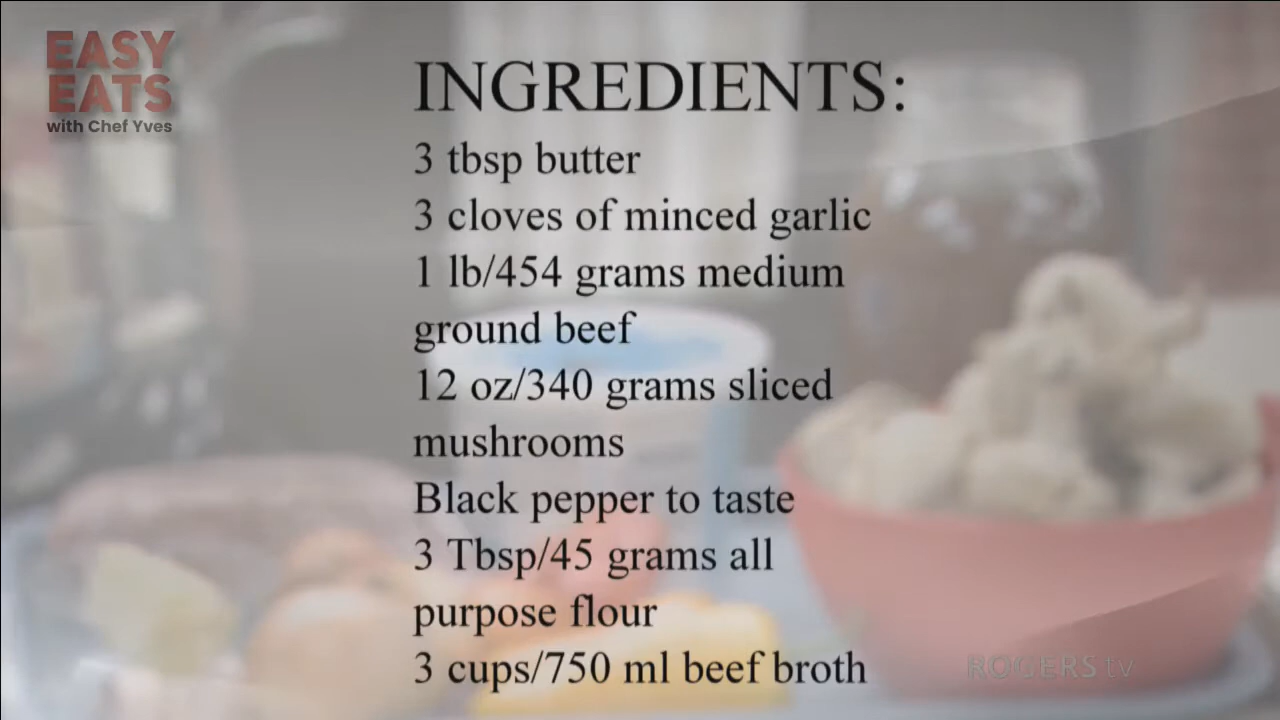 EASY
EATS
with Chef Yves
INGREDIENTS:
3 tbsp butter
3 cloves of minced garlic
1 lb/454 grams medium
ground beef
12 oz/340 grams sliced
mushrooms
Black pepper to taste
3 Tbsp/45 grams all
purpose flour
3 cups/750 ml beef broth
ROGERS tv